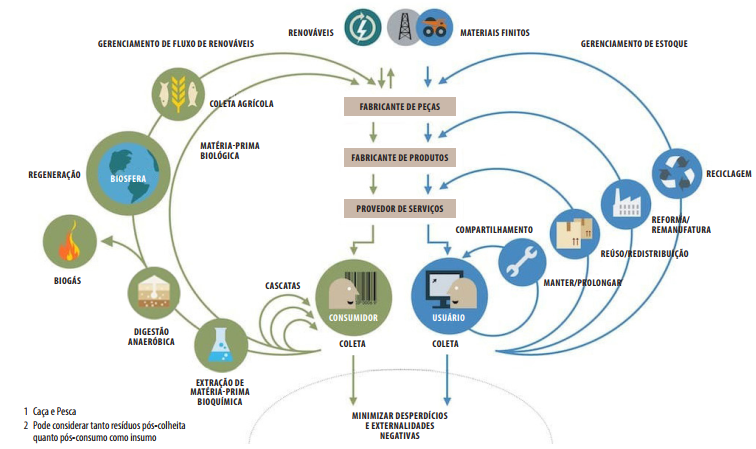 RENOVÁVEIS
MATERIAIS FINITOS
GERENCIAMENTO DE FLUXO DE RENOVÁVEIS
GERENCIAMENTO DE ESTOQUE
COLETA AGRÍCOLA
FABRICANTE DE PEÇAS
MATÉRIA-PRIMA
BIOLÓGICA
FABRICANTE DE PRODUTOS
REGENERAÇÃO
BIOSFERA
RECICLAGEM
PROVEDOR DE SERVIÇOS
REFORMA/
REMANUFATURA
COMPARTILHAMENTO
REÚSO/REDISTRIBUIÇÃO
BIOGÁS
CASCATAS
MANTER/PROLONGAR
CONSUMIDOR
USUÁRIO
DIGESTÃO
ANAERÓBICA
COLETA
COLETA
EXTRAÇÃO DE
MATÉRIA-PRIMA
BIOQUÍMICA
MINIMIZAR DESPERDÍCIOS
E EXTERNALIDADES
NEGATIVAS
1 Caça e Pesca
2 Pode considerar tanto resíduos pós-colheita
quanto pós-consumo como insumo